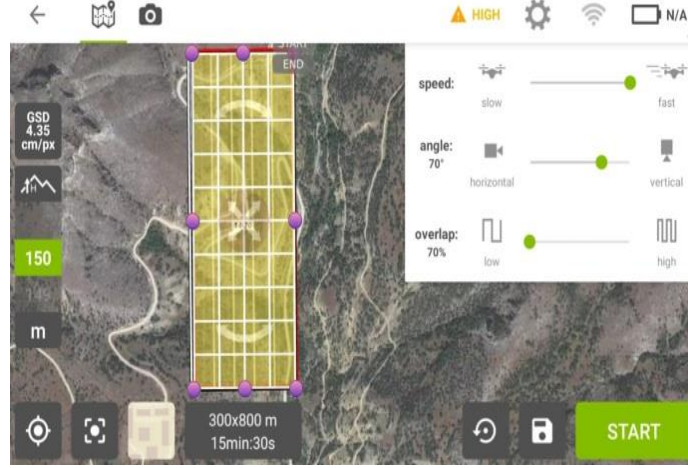 HIGH
N/A
START
END
GSD
4.35
cm/px
H
150
m
speed:
slow
fast
angle:
70°
horizontal
vertical
overlap:
70%
low
high
300x800 m
15min:30s
START